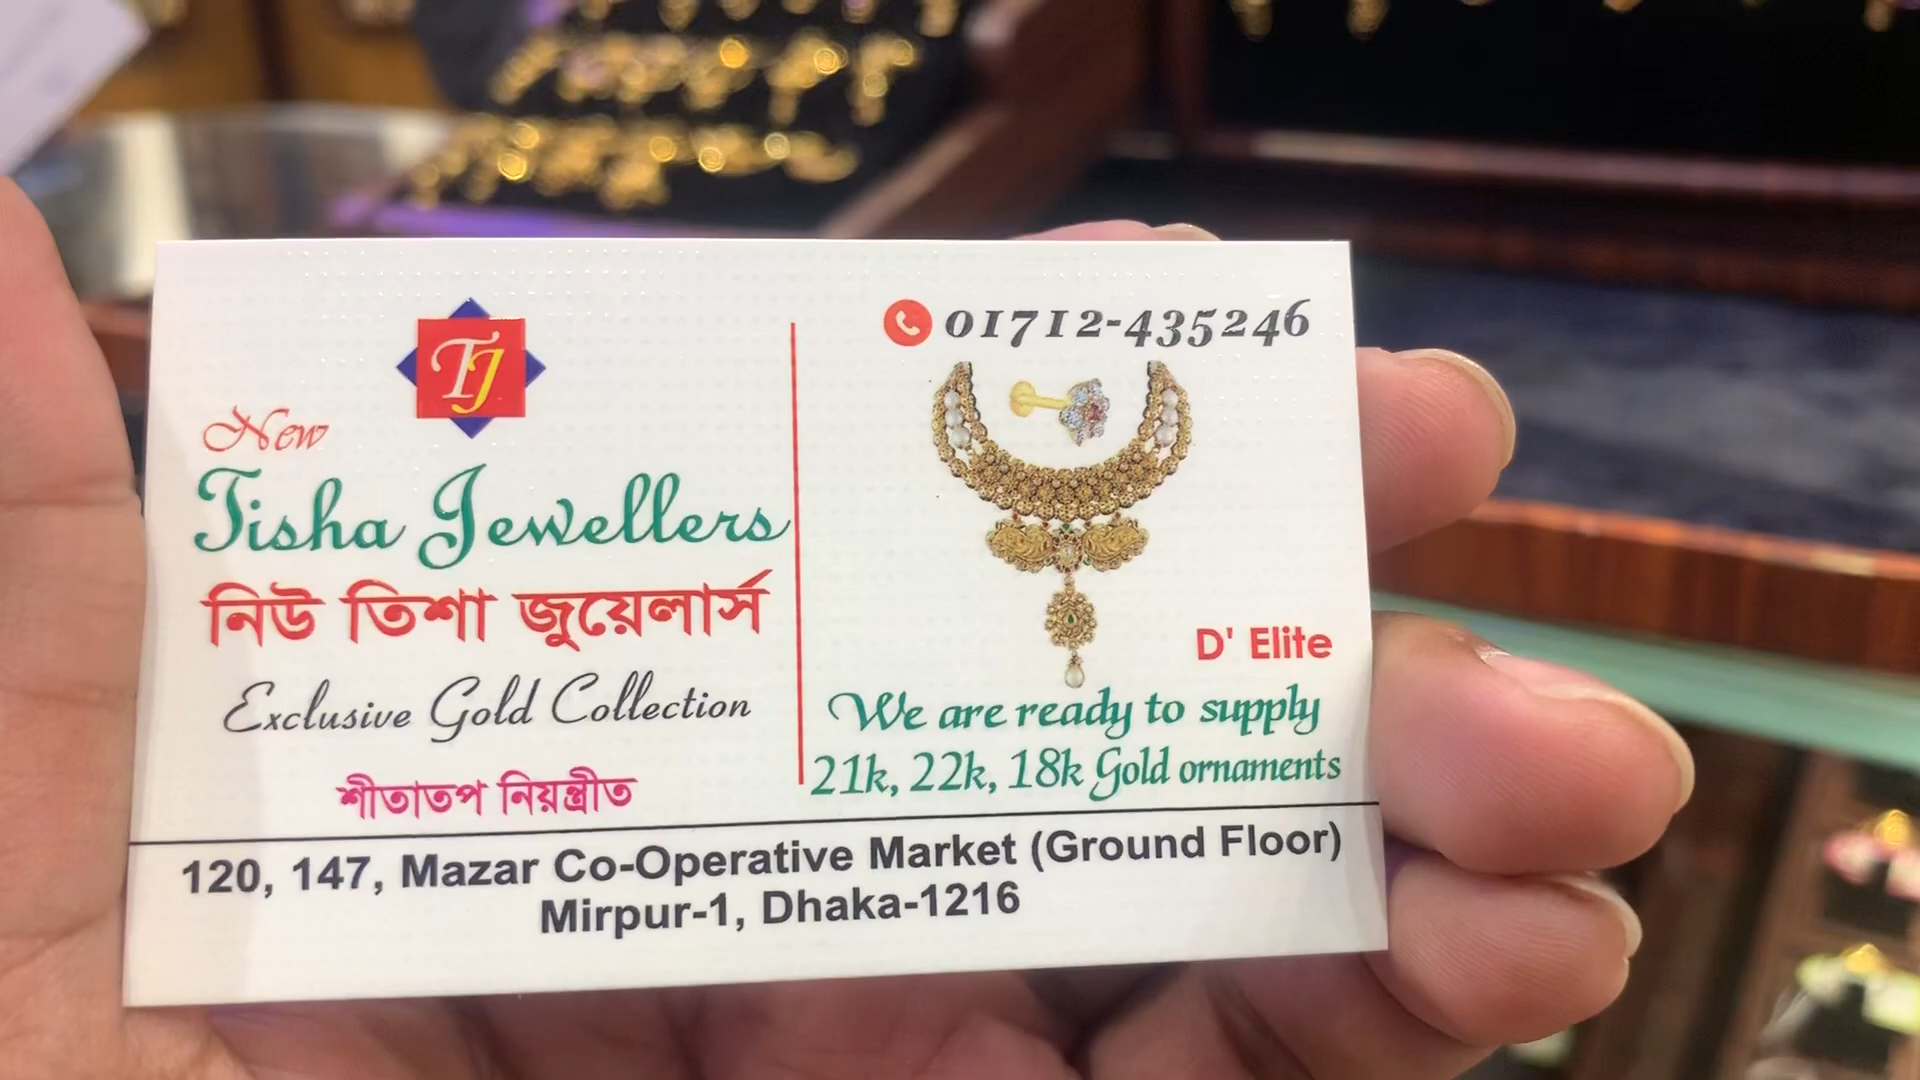 TJ
New
Tisha Jewellers
নিউ তিশা জুয়েলার্স
Exclusive Gold Collection
শীতাতপ নিয়ন্ত্রীত
01712-435246
D' Elite
We are ready to supply
21k, 22k, 18k Gold ornaments
120, 147, Mazar Co-Operative Market (Ground Floor)
Mirpur-1, Dhaka-1216